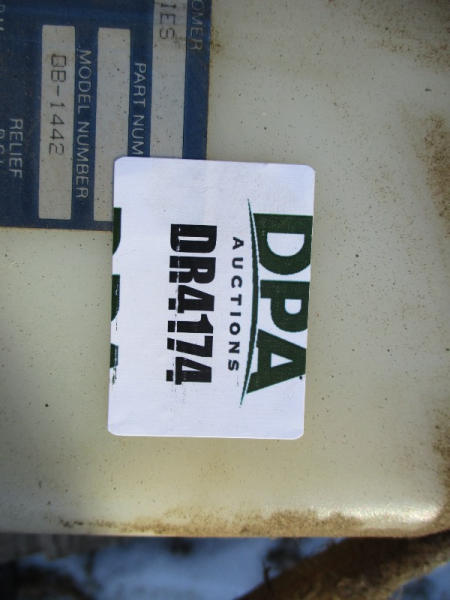 OMER
IES
PART NUM
MODEL NUMBER
DB-1442
RELIEF
DPA
AUCTIONS
DR4174